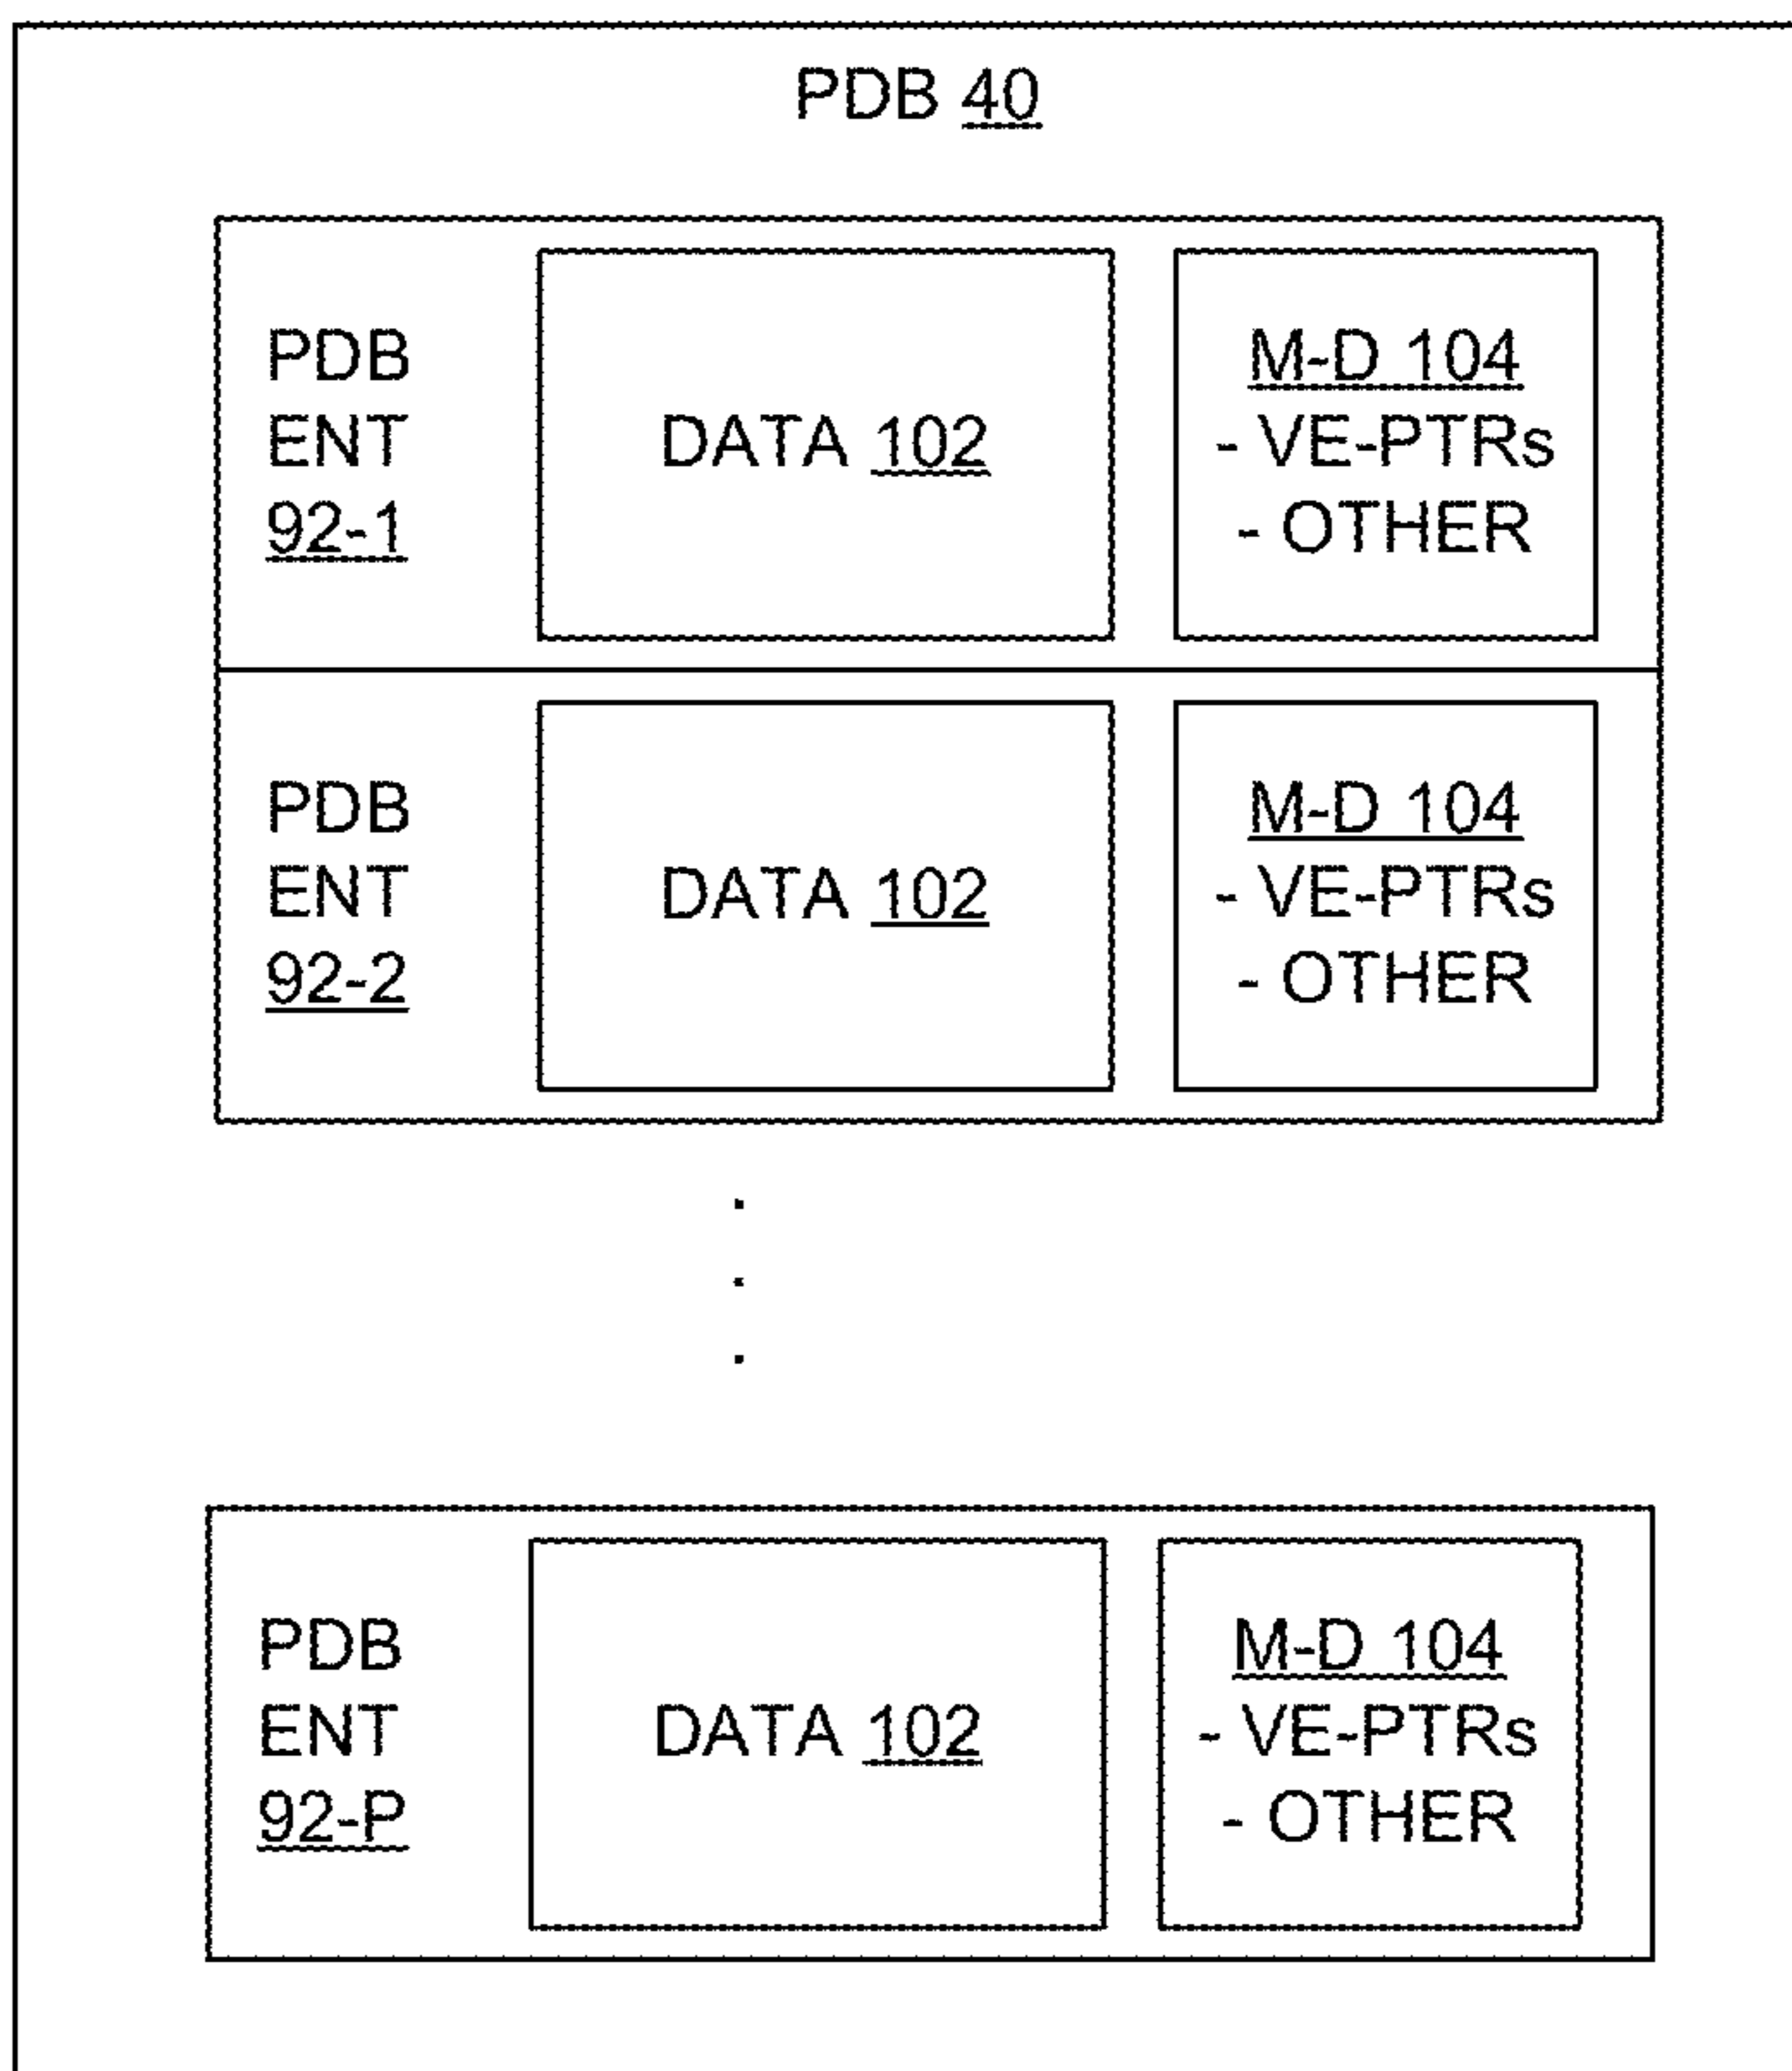 PDB 40
PDB
ENT
92-1
DATA 102
M-D 104
- VE-PTRs
- OTHER
PDB
ENT
92-2
DATA 102
M-D 104
- VE-PTRs
- OTHER
.
.
.
PDB
ENT
92-P
DATA 102
M-D 104
- VE-PTRs
- OTHER